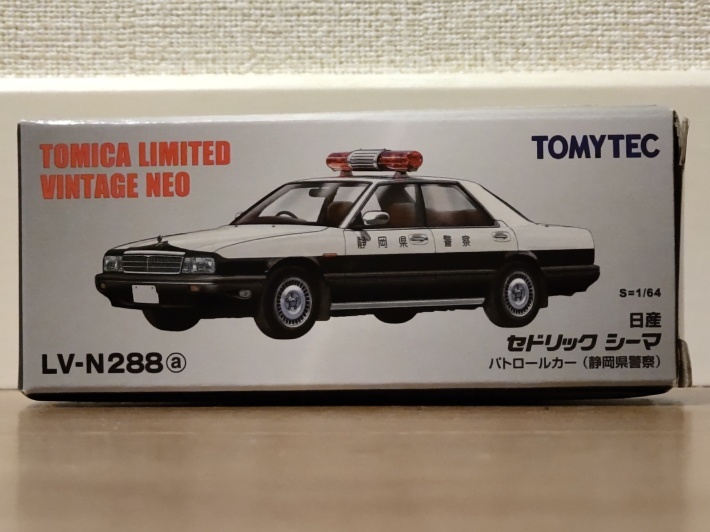 TOMICA LIMITED
VINTAGE NEO
TOMYTEC
静岡県 警察
S=1/64
日産
セドリック シーマ
パトロールカー（静岡県警察）
LV-N288 ⓐ